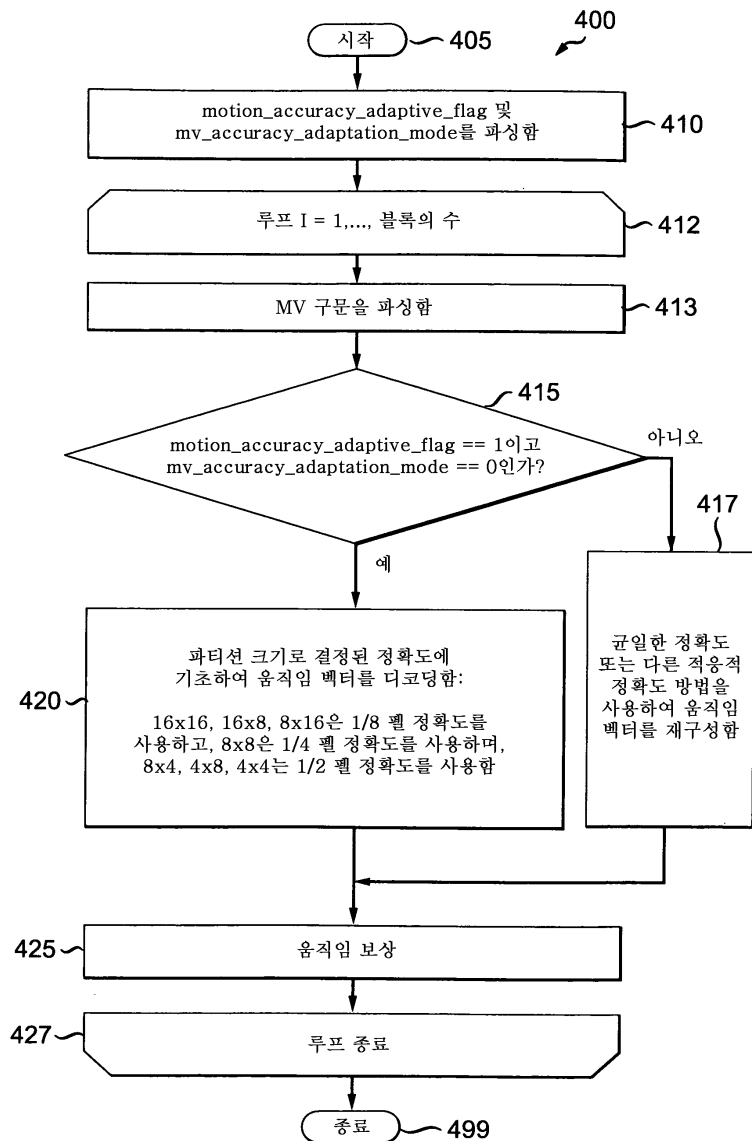 400
시작
405
motion_accuracy_adaptive_flag 및
mv_accuracy_adaptation_mode를 파싱함
410
루프 I = 1,..., 블록의 수
412
MV 구문을 파싱함
413
415
motion_accuracy_adaptive_flag == 1이고
mv_accuracy_adaptation_mode == 0인가?
아니오
예
417
균일한 정확도
또는 다른 적응적
정확도 방법을
사용하여 움직임
벡터를 재구성함
420
파티션 크기로 결정된 정확도에
기초하여 움직임 벡터를 디코딩함:
16x16, 16x8, 8x16은 1/8 펠 정확도를
사용하고, 8x8은 1/4 펠 정확도를 사용하며,
8x4, 4x8, 4x4는 1/2 펠 정확도를 사용함
425
움직임 보상
427
루프 종료
종료
499